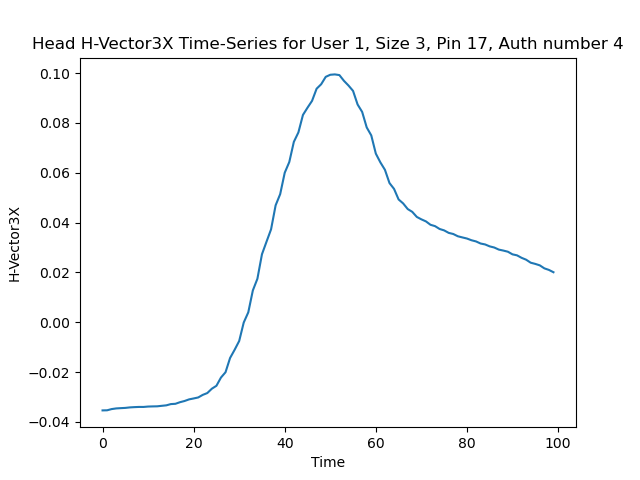 Head H-Vector3X Time-Series for User 1, Size 3, Pin 17, Auth number 4
0.10
0.08
0.06
0.04
0.02
0.00
−0.02
−0.04
H-Vector3X
0 20 40 60 80 100
Time